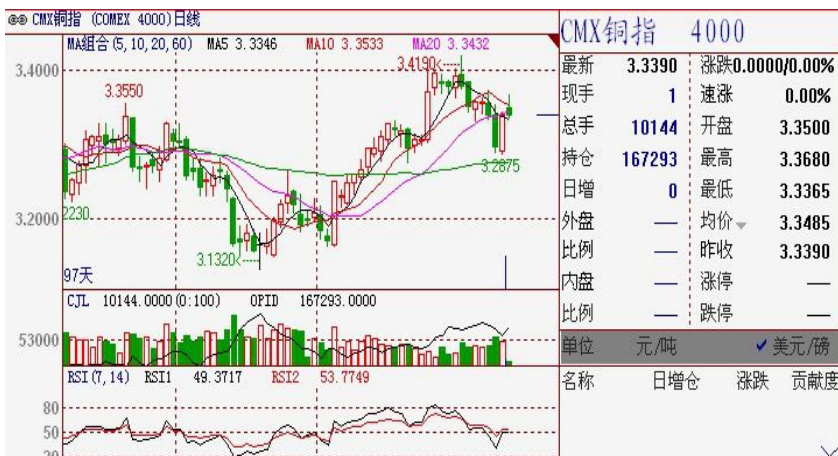 CMX铜指 (COMEX 4000)日线
MA组合(5,10,20,60) MA5 3.3346 MA10 3.3533 MA20 3.3432
3.4190
3.4000
3.3550
3.2875
2230
3.2000
3.1320
97天
CJL 10144.0000(0:100) OPID 167293.0000
53000
RSI(7,14) RSI1 49.3717 RSI2 53.7749
80
50
20
CMX铜指 4000
最新 3.3390 涨跌0.0000/0.00%
现手 1 速涨 0.00%
总手 10144 开盘 3.3500
持仓 167293 最高 3.3680
日增 0 最低 3.3365
外盘 — 均价 3.3485
比例 — 昨收 3.3390
内盘 — 涨停 —
比例 — 跌停 —
单位 元/吨 ✓美元/磅
名称 日增仓 涨跌 贡献度